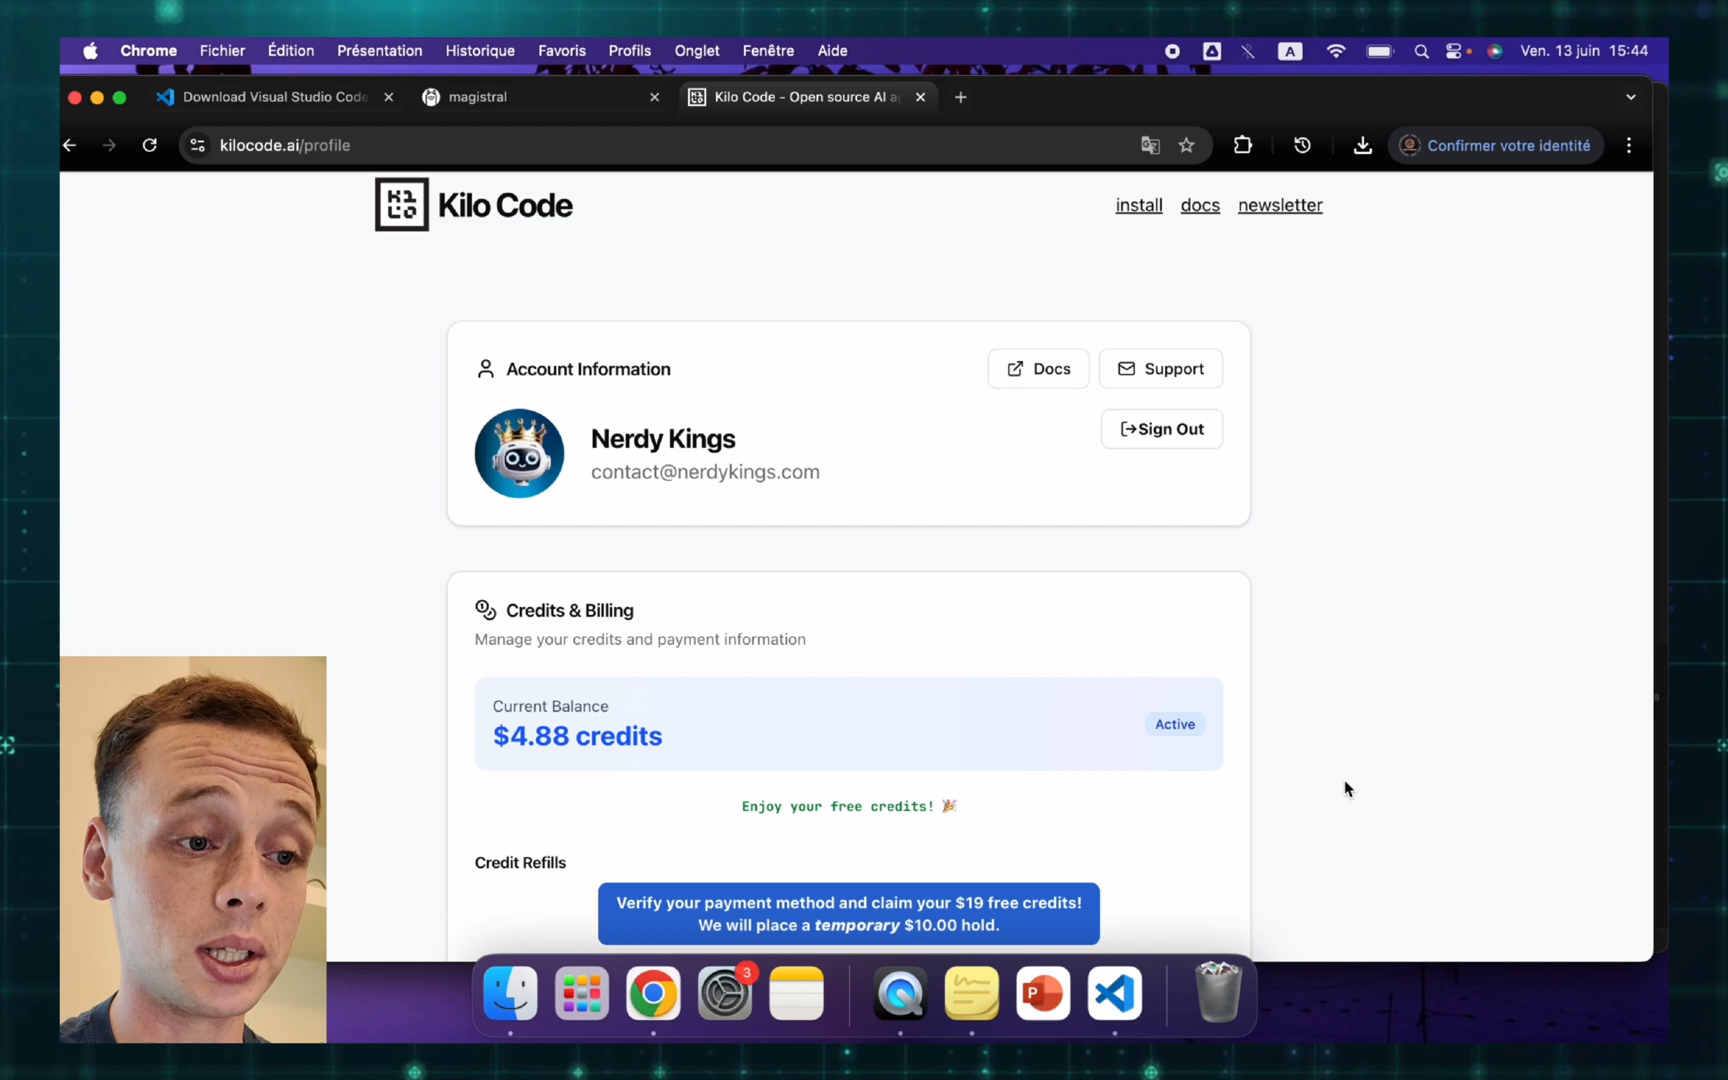 Chrome Fichier Édition Présentation Historique Favoris Profils Onglet Fenêtre Aide A Ven. 13 juin 15:44
Download Visual Studio Code magistral Kilo Code - Open source AI a
kilocode.ai/profile Confirmer votre identité
Kilo Code install docs newsletter
Account Information Docs Support
Nerdy Kings Sign Out
contact@nerdykings.com
Credits & Billing
Manage your credits and payment information
Current Balance
$4.88 credits Active
Enjoy your free credits! 🎉
Credit Refills
Verify your payment method and claim your $19 free credits!
We will place a temporary $10.00 hold.
3
P